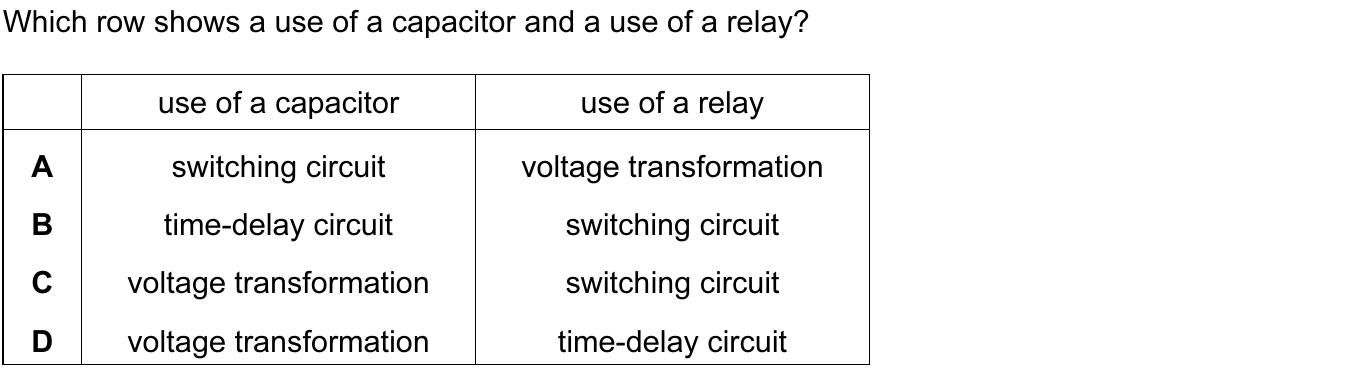 Which row shows a use of a capacitor and a use of a relay?
use of a capacitor use of a relay
A switching circuit voltage transformation
B time-delay circuit switching circuit
C voltage transformation switching circuit
D voltage transformation time-delay circuit